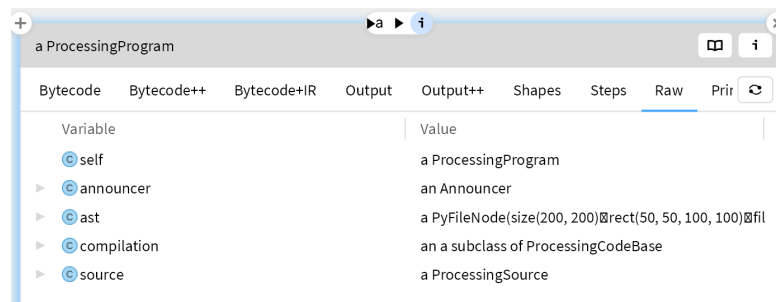 a i
a ProcessingProgram i
Bytecode Bytecode++ Bytecode+IR Output Output++ Shapes Steps Raw Prir
Variable Value
C self a ProcessingProgram
C announcer an Announcer
C ast a PyFileNode(size(200, 200)☒rect(50, 50, 100, 100)☒fil
C compilation an a subclass of ProcessingCodeBase
C source a ProcessingSource